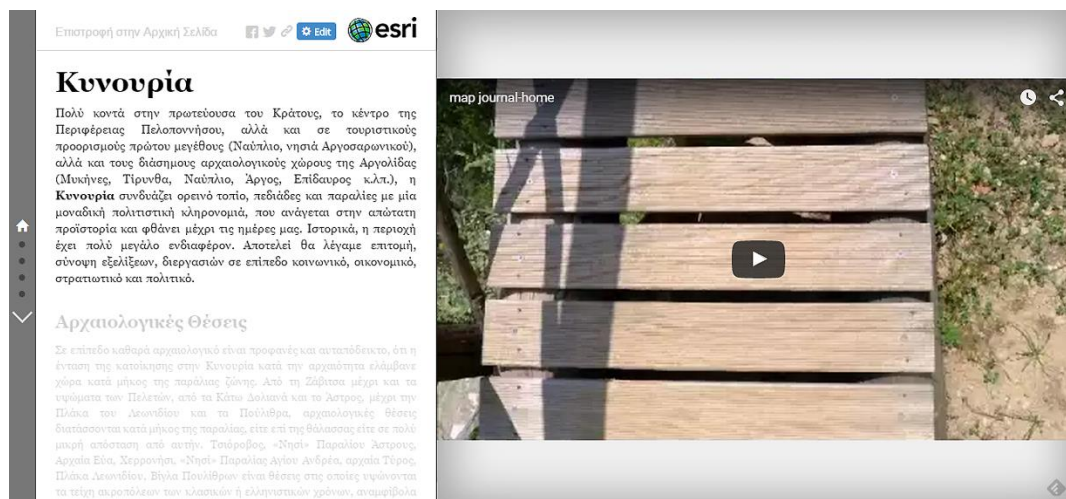 Επιστροφή στην Αρχική Σελίδα
Edit
esri
Κυνουρία
Πολύ κοντά στην πρωτεύουσα του Κράτους, το κέντρο της
Περιφέρειας Πελοποννήσου, αλλά και σε τουριστικούς
προορισμούς πρώτου μεγέθους (Ναύπλιο, νησιά Αργοσαρωνικού),
αλλά και τους διάσημους αρχαιολογικούς χώρους της Αργολίδας
(Μυκήνες, Τίρυνθα, Ναύπλιο, Άργος, Επίδαυρος κ.λπ.), η
Κυνουρία συνδυάζει ορεινό τοπίο, πεδιάδες και παραλίες με μία
μοναδική πολιτιστική κληρονομιά, που ανάγεται στην απώτατη
προϊστορία και φθάνει μέχρι τις ημέρες μας. Ιστορικά, η περιοχή
έχει πολύ μεγάλο ενδιαφέρον. Αποτελεί θα λέγαμε επιτομή,
σύνοψη εξελίξεων, διεργασιών σε επίπεδο κοινωνικό, οικονομικό,
στρατιωτικό και πολιτικό.
Αρχαιολογικές Θέσεις
Σε επίπεδο καθαρά αρχαιολογικό είναι προφανές και αυταπόδεικτο, ότι η
ένταση της κατοίκησης στην Κυνουρία κατά την αρχαιότητα ελάμβανε
χώρα κατά μήκος της παράλιας ζώνης. Από τη Ζάβιτσα μέχρι και τα
υψώματα των Πελετών, από τα Κάτω Δολιανά και το Άστρος, μέχρι την
Πλάκα του Λεωνιδίου και τα Πούλιθρα, αρχαιολογικές θέσεις
διατάσσονται κατά μήκος της παραλίας, είτε επί της θάλασσας είτε σε πολύ
μικρή απόσταση από αυτήν. Τσιόροβος, «Νησί» Παραλίου Άστρους,
Αρχαία Εύα, Χερρονήσι, «Νησί» Παραλίας Αγίου Ανδρέα, αρχαία Τύρος,
Πλάκα Λεωνιδίου, Βίγλα Πουλίθρων είναι θέσεις στις οποίες υψώνονται
τα τείχη ακροπόλεων των κλασικών ή ελληνιστικών χρόνων, αναμφίβολα
map journal-home